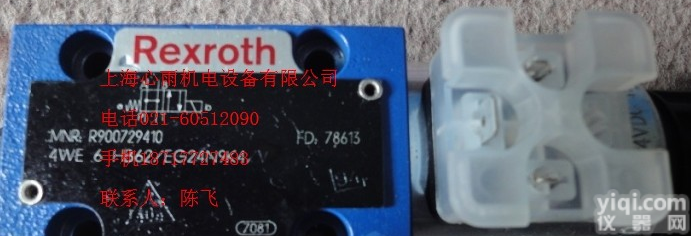 Rexroth
上海心雨机电设备有限公司
电话021-60512090
MNR: R900729410
FD: 78613
4WE 6
EG24N9K4
手机
联系人：陈飞
7081
4VDC
yiqi.com
仪器网